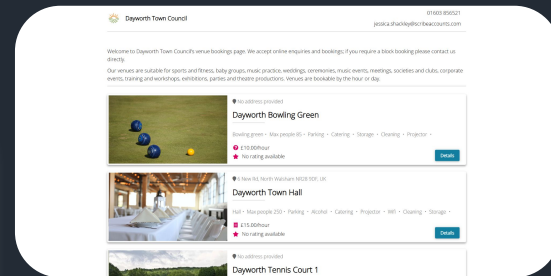 Dayworth Town Council
01603 856521
jessica.shackley@scribeaccounts.com
Welcome to Dayworth Town Council's venue bookings page. We accept online enquiries and bookings; if you require a block booking please contact us
directly.
Our venues are suitable for sports and fitness, baby groups, music practice, weddings, ceremonies, music events, meetings, societies and clubs, corporate
events, training and workshops, exhibitions, parties and theatre productions. Venues are bookable by the hour or day.
No address provided
Dayworth Bowling Green
Bowling green • Max people 85 • Parking • Catering • Storage • Cleaning • Projector •
£10.00/hour
No rating available
Details
6 New Rd, North Walsham NR28 9DF, UK
Dayworth Town Hall
Hall • Max people 250 • Parking • Alcohol • Catering • Projector • Wifi • Cleaning • Storage •
£15.00/hour
No rating available
Details
No address provided
Dayworth Tennis Court 1